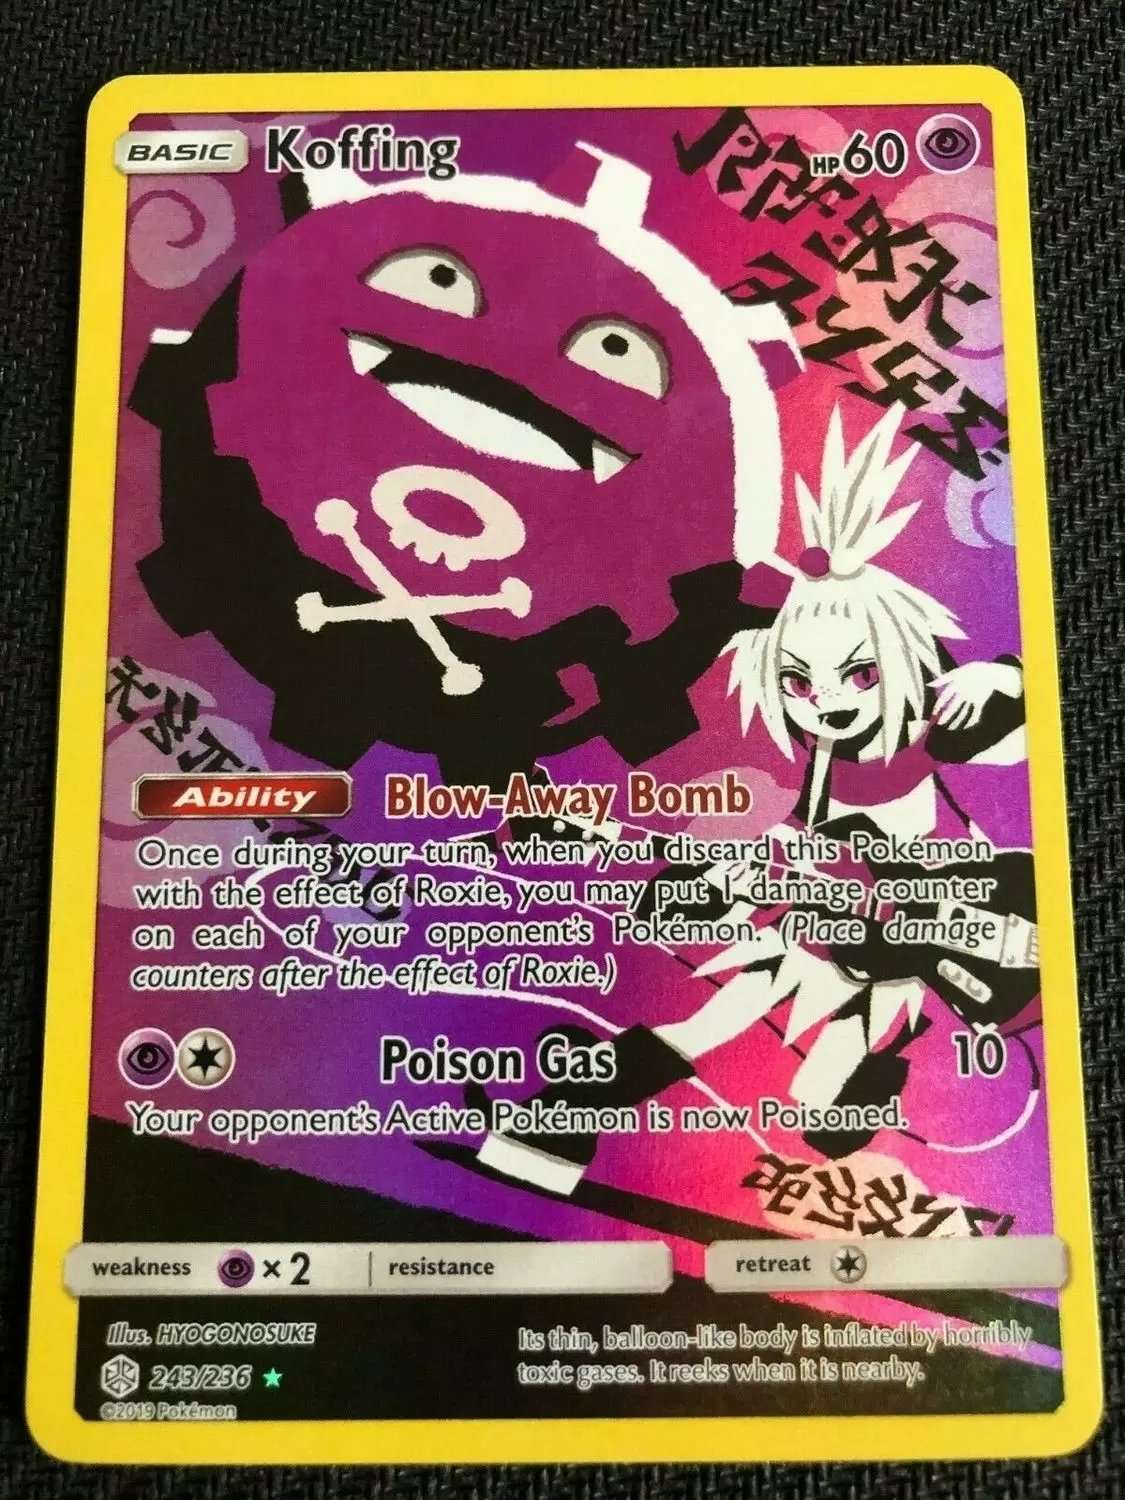 BASIC Koffing HP 60
Ability Blow-Away Bomb
Once during your turn, when you discard this Pokémon
with the effect of Roxie, you may put 1 damage counter
on each of your opponent's Pokémon. (Place damage
counters after the effect of Roxie.)
Poison Gas 10
Your opponent's Active Pokémon is now Poisoned.
weakness × 2 resistance retreat
Illus. HYOGONOSUKE
243/236
©2019 Pokémon
Its thin, balloon-like body is inflated by horribly
toxic gases. It reeks when it is nearby.